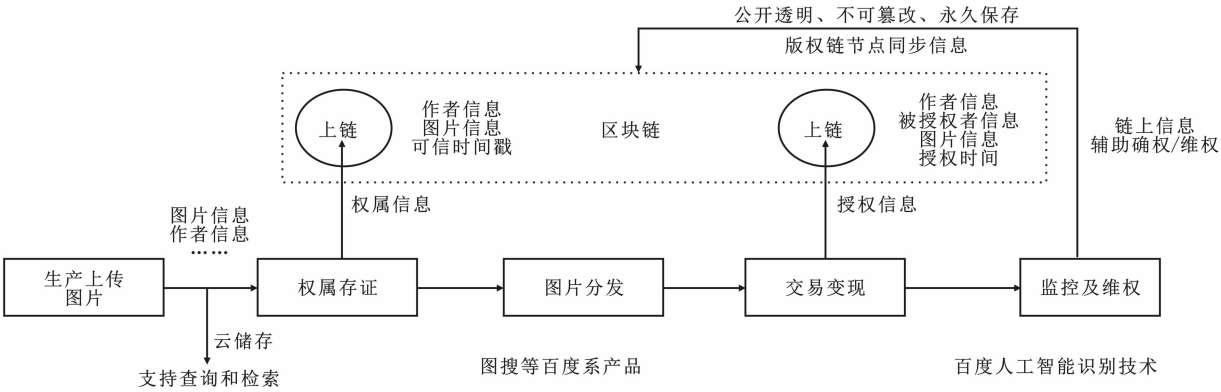 公开透明、不可篡改、永久保存
版权链节点同步信息
上链
作者信息
图片信息
可信时间戳
区块链
上链
作者信息
被授权者信息
图片信息
授权时间
链上信息
辅助确权/维权
权属信息
授权信息
图片信息
作者信息
……
生产上传
图片
权属存证
图片分发
交易变现
监控及维权
云储存
支持查询和检索
图搜等百度系产品
百度人工智能识别技术